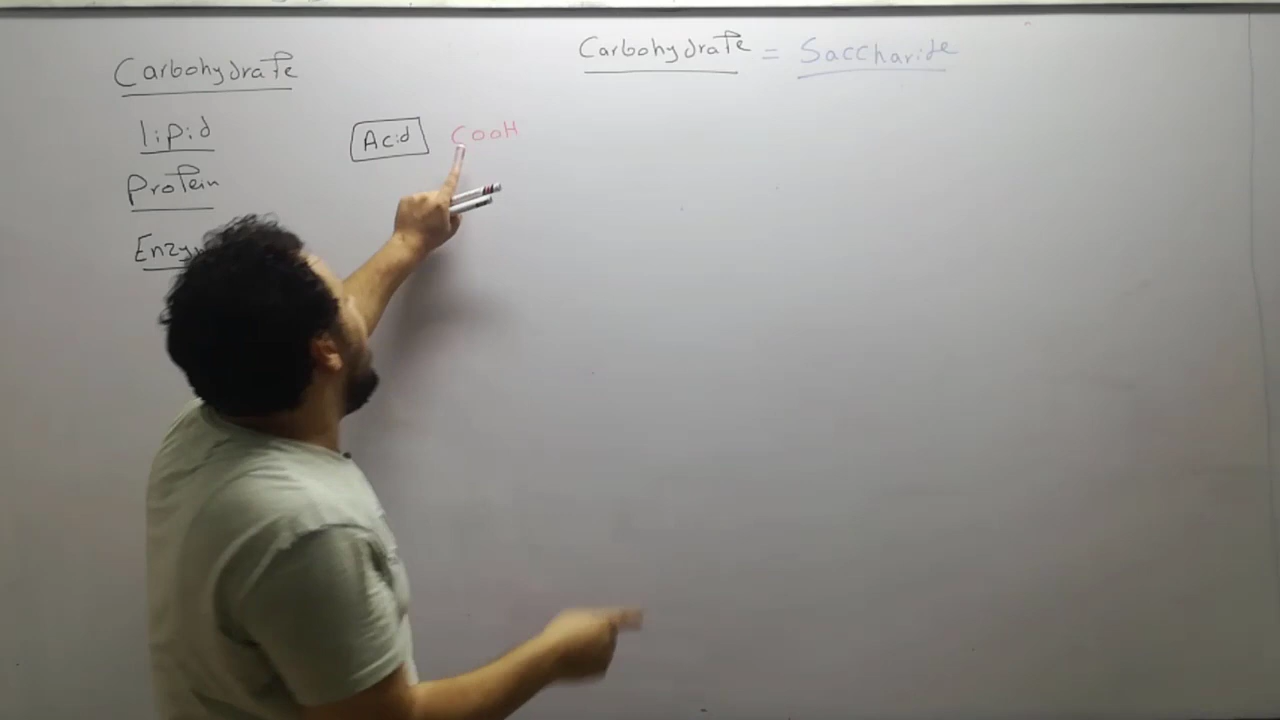 Carbohydrate
lipid
Protein
Acid CooH
Carbohydrate = Saccharide